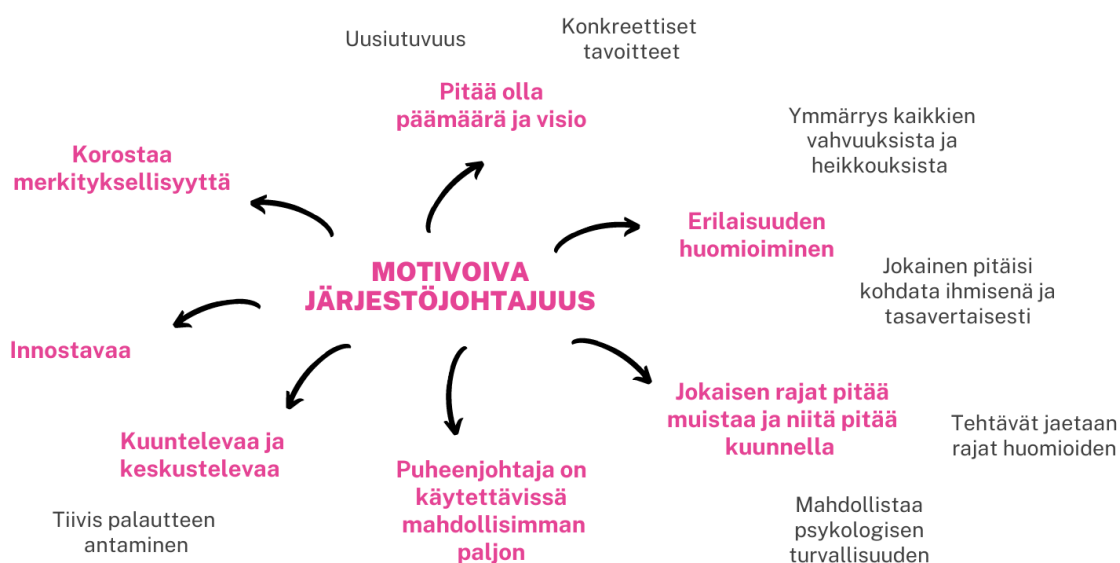 Uusiutuvuus
Konkreettiset
tavoitteet
Pitää olla
päämäärä ja visio
Ymmärrys kaikkien
vahvuuksista ja
heikkouksista
Korostaa
merkityksellisyyttä
Erilaisuuden
huomioiminen
MOTIVOIVA
JÄRJESTÖJOHTAJUUS
Jokainen pitäisi
kohdata ihmisenä ja
tasavertaisesti
Innostavaa
Jokaisen rajat pitää
muistaa ja niitä pitää
kuunnella
Tehtävät jaetaan
rajat huomioiden
Kuuntelevaa ja
keskustelevaa
Puheenjohtaja on
käytettävissä
mahdollisimman
paljon
Tiivis palautteen
antaminen
Mahdollistaa
psykologisen
turvallisuuden